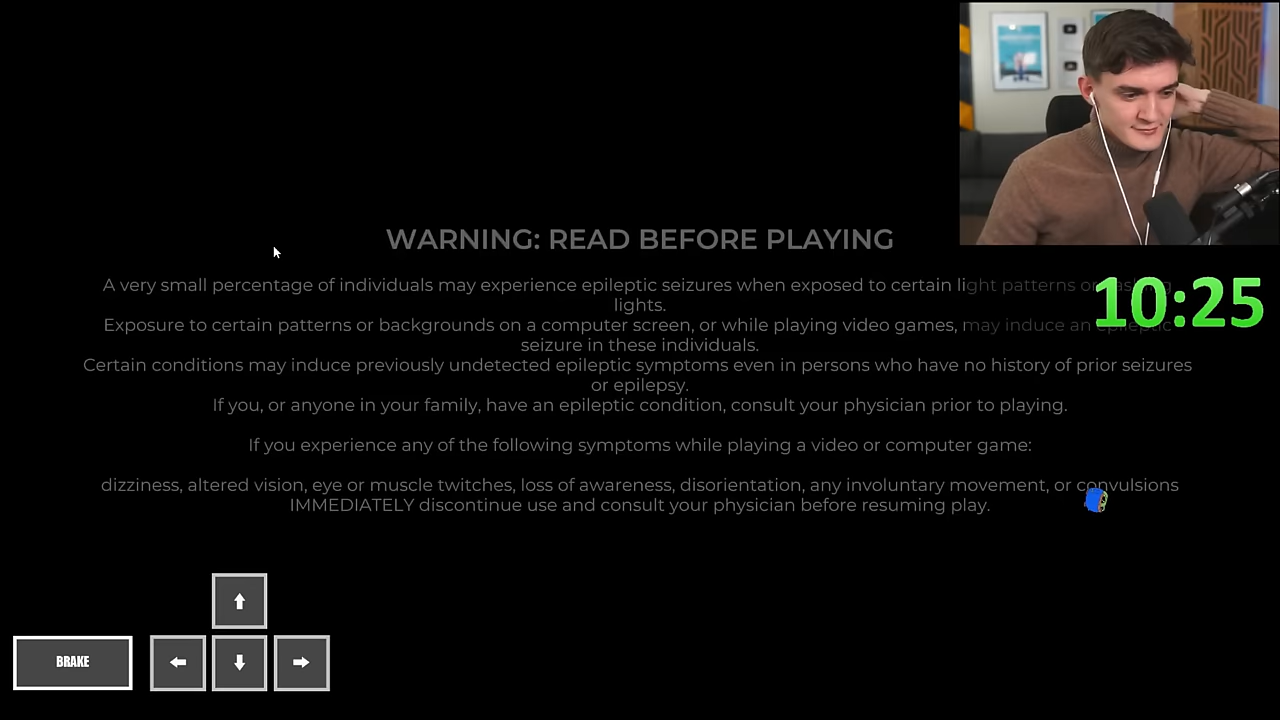 WARNING: READ BEFORE PLAYING
A very small percentage of individuals may experience epileptic seizures when exposed to certain light patterns or flashing
lights.
10:25
Exposure to certain patterns or backgrounds on a computer screen, or while playing video games, may induce an epileptic
seizure in these individuals.
Certain conditions may induce previously undetected epileptic symptoms even in persons who have no history of prior seizures
or epilepsy.
If you, or anyone in your family, have an epileptic condition, consult your physician prior to playing.
If you experience any of the following symptoms while playing a video or computer game:
dizziness, altered vision, eye or muscle twitches, loss of awareness, disorientation, any involuntary movement, or convulsions
IMMEDIATELY discontinue use and consult your physician before resuming play.
BRAKE